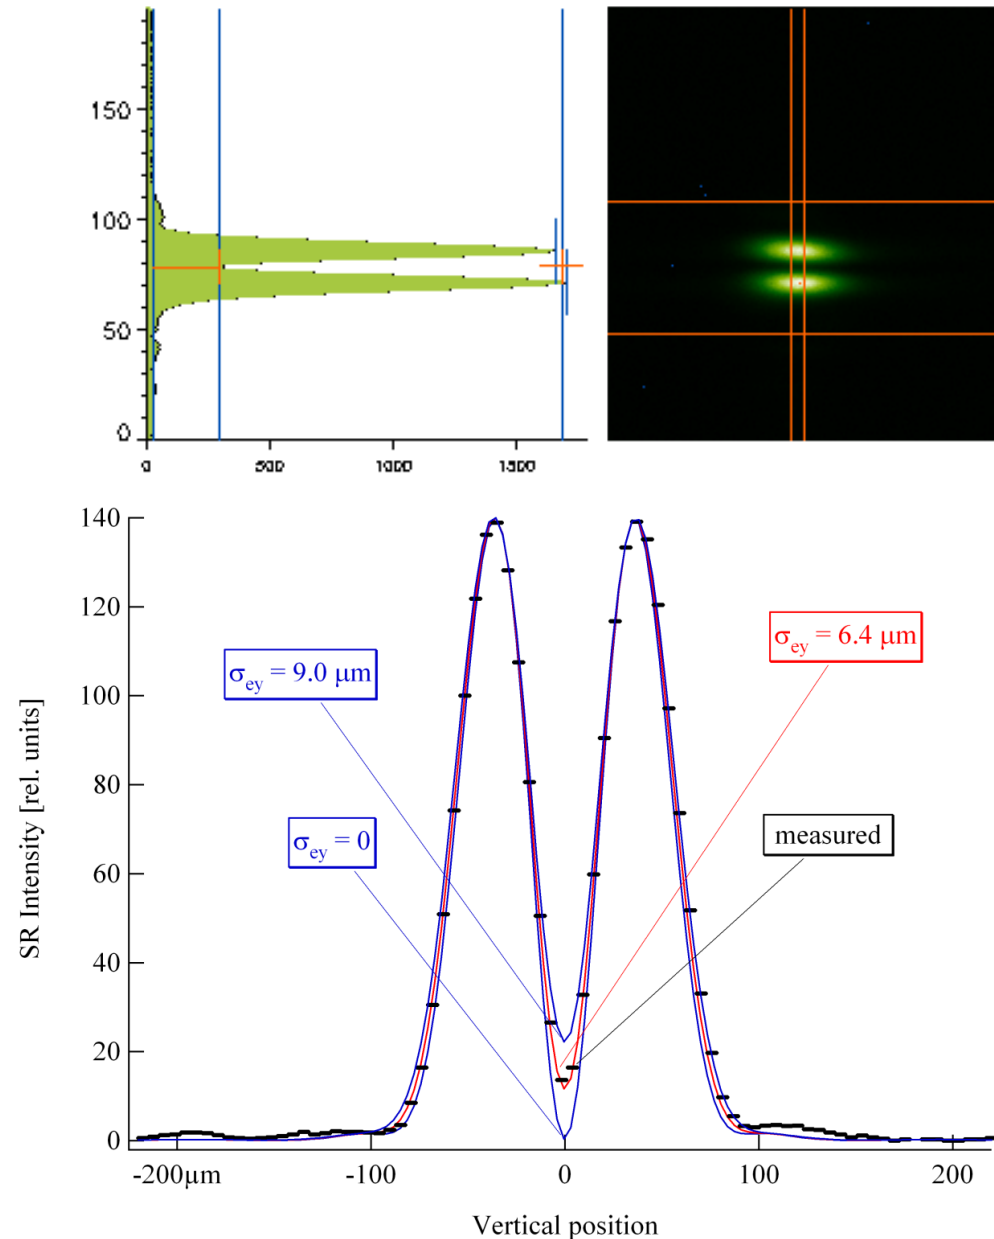 150
100
50
0
0 500 1000 1500
140
120
100
80
60
40
20
0
σey = 9.0 μm
σey = 6.4 μm
σey = 0
measured
SR Intensity [rel. units]
-200μm -100 0 100 200
Vertical position